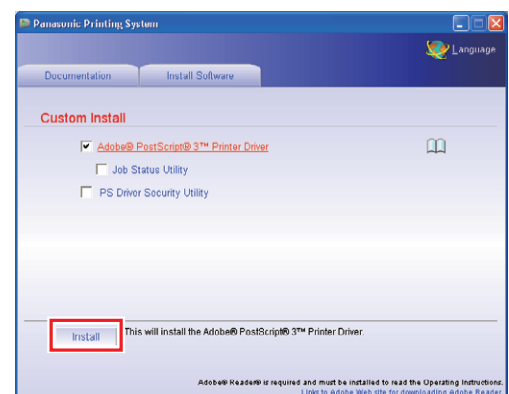 Panasonic Printing System
Language
Documentation
Install Software
Custom Install
Adobe® PostScript® 3™ Printer Driver
Job Status Utility
PS Driver Security Utility
Install
This will install the Adobe® PostScript® 3™ Printer Driver.
Adobe® Reader® is required and must be installed to read the Operating Instructions.
Links to Adobe Web site for downloading Adobe Reader